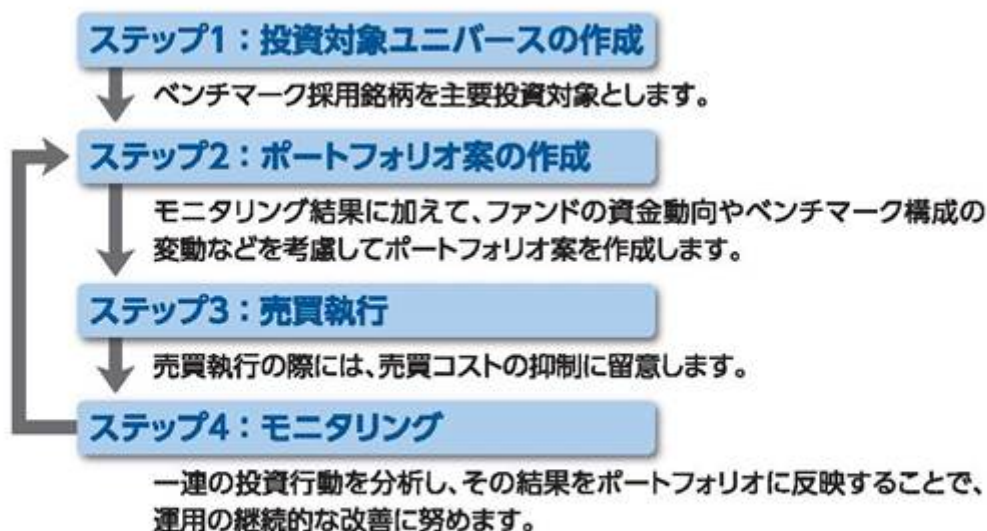 ステップ1：投資対象ユニバースの作成
ベンチマーク採用銘柄を主要投資対象とします。
ステップ2：ポートフォリオ案の作成
モニタリング結果に加えて、ファンドの資金動向やベンチマーク構成の
変動などを考慮してポートフォリオ案を作成します。
ステップ3：売買執行
売買執行の際には、売買コストの抑制に留意します。
ステップ4：モニタリング
一連の投資行動を分析し、その結果をポートフォリオに反映することで、
運用の継続的な改善に努めます。